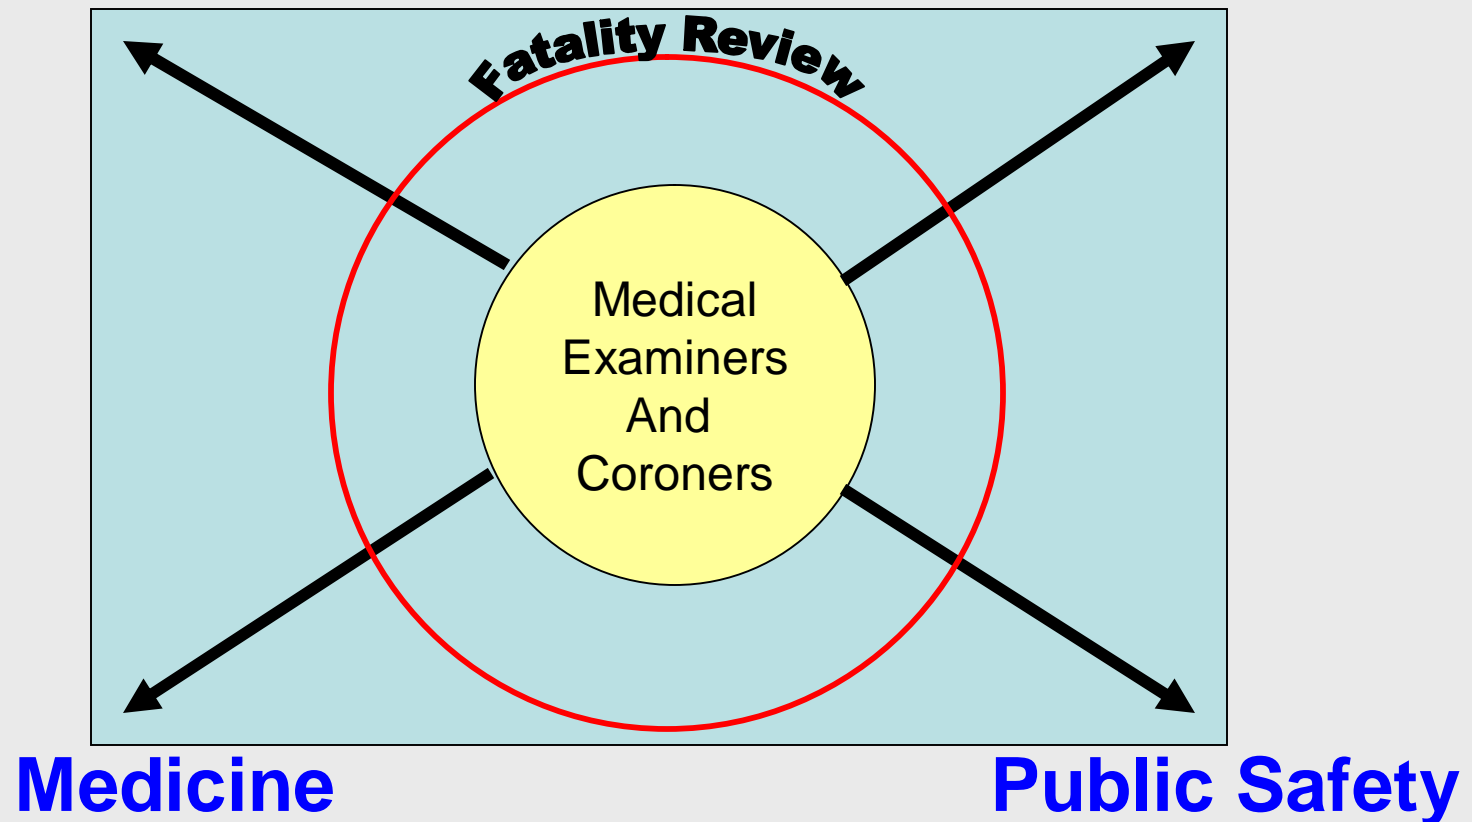 Fatality Review
Medical
Examiners
And
Coroners
Medicine
Public Safety